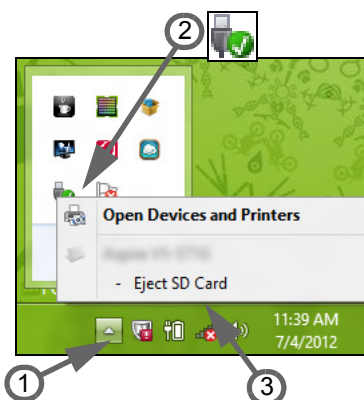 2
Open Devices and Printers
- Eject SD Card
11:39 AM
7/4/2012
1
3